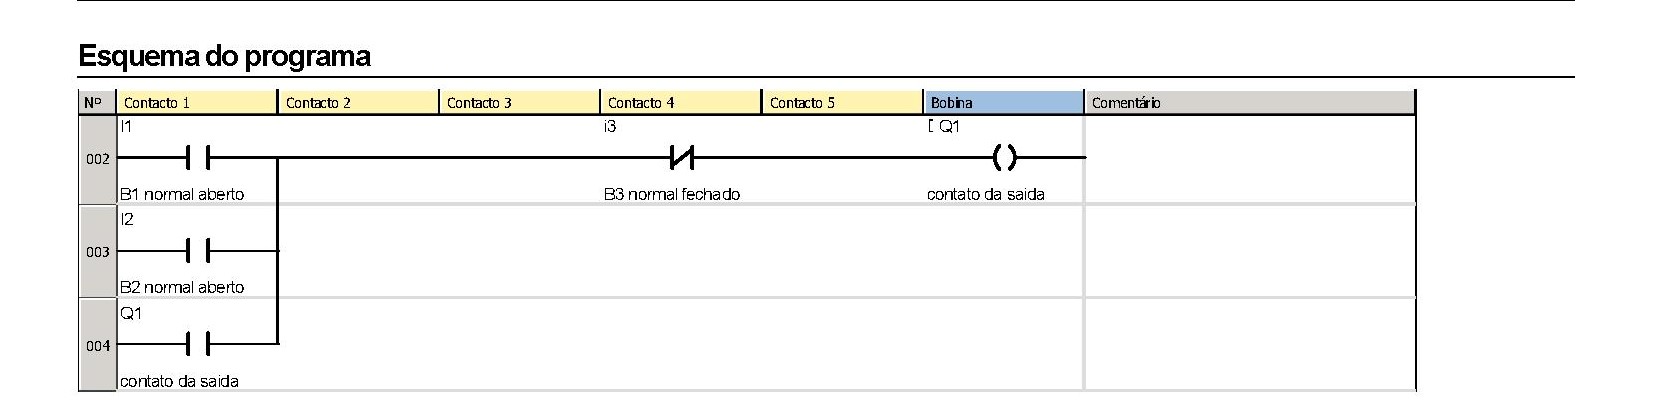 Esquema do programa
Nº Contacto 1 Contacto 2 Contacto 3 Contacto 4 Contacto 5 Bobina Comentário
I1 i3 [ Q1
002
B1 normal aberto B3 normal fechado contato da saida
I2
003
B2 normal aberto
Q1
004
contato da saida